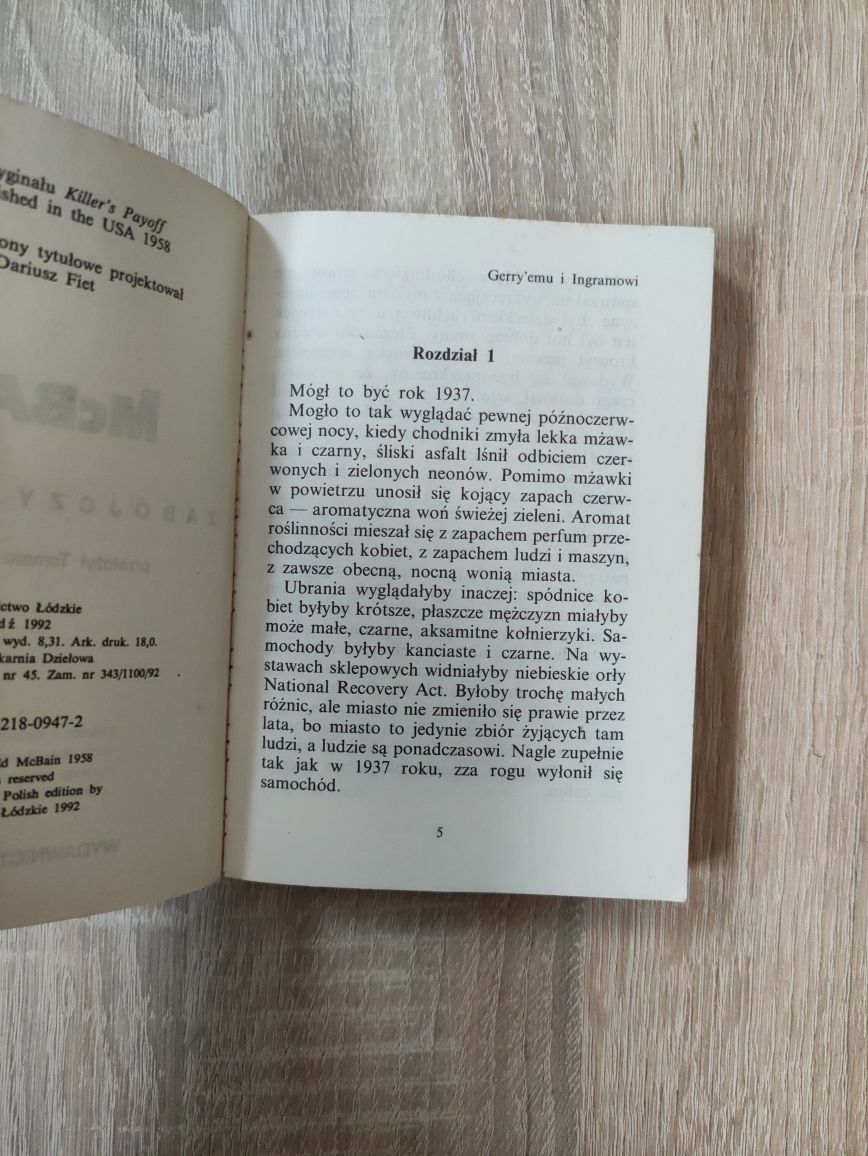 yginału Killer's Payoff
ished in the USA 1958
ony tytułowe projektował
Dariusz Fiet
ctwo Łódzkie
dź 1992
wyd. 8,31. Ark. druk. 18,0.
karnia Dziełowa
nr 45. Zam. nr 343/1100/92
218-0947-2
d McBain 1958
s reserved
Polish edition by
Łódzkie 1992
Gerry'emu i Ingramowi
Rozdział 1
Mógł to być rok 1937.
Mogło to tak wyglądać pewnej późnoczerw-
cowej nocy, kiedy chodniki zmyła lekka mżaw-
ka i czarny, śliski asfalt lśnił odbiciem czer-
wonych i zielonych neonów. Pomimo mżawki
w powietrzu unosił się kojący zapach czerw-
ca — aromatyczna woń świeżej zieleni. Aromat
roślinności mieszał się z zapachem perfum prze-
chodzących kobiet, z zapachem ludzi i maszyn,
z zawsze obecną, nocną wonią miasta.
Ubrania wyglądałyby inaczej: spódnice ko-
biet byłyby krótsze, płaszcze mężczyzn miałyby
może małe, czarne, aksamitne kołnierzyki. Sa-
mochody byłyby kanciaste i czarne. Na wy-
stawach sklepowych widniałyby niebieskie orły
National Recovery Act. Byłoby trochę małych
różnic, ale miasto nie zmieniło się prawie przez
lata, bo miasto to jedynie zbiór żyjących tam
ludzi, a ludzie są ponadczasowi. Nagle zupełnie
tak jak w 1937 roku, zza rogu wyłonił się
samochód.
5